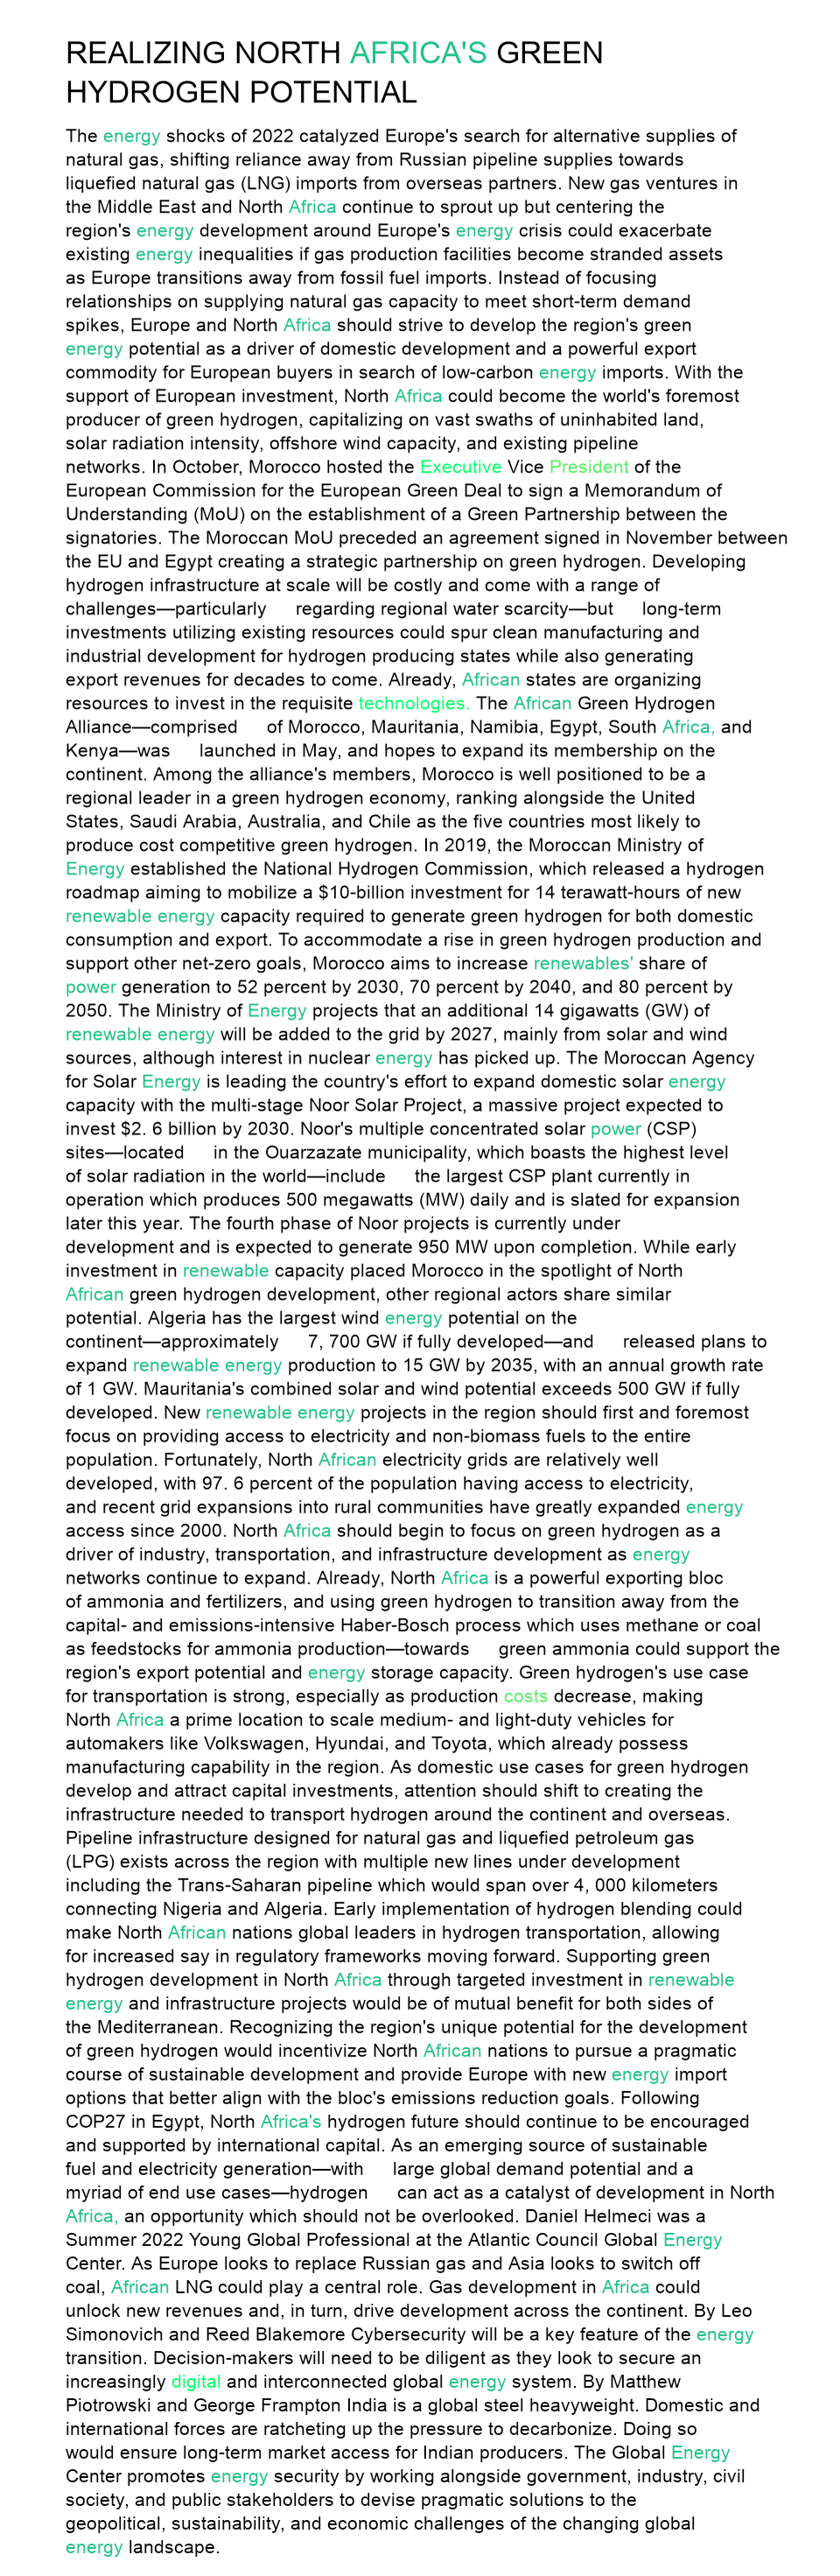 REALIZING NORTH AFRICA'S GREEN
HYDROGEN POTENTIAL
The energy shocks of 2022 catalyzed Europe's search for alternative supplies of
natural gas, shifting reliance away from Russian pipeline supplies towards
liquefied natural gas (LNG) imports from overseas partners. New gas ventures in
the Middle East and North Africa continue to sprout up but centering the
region's energy development around Europe's energy crisis could exacerbate
existing energy inequalities if gas production facilities become stranded assets
as Europe transitions away from fossil fuel imports. Instead of focusing
relationships on supplying natural gas capacity to meet short-term demand
spikes, Europe and North Africa should strive to develop the region's green
energy potential as a driver of domestic development and a powerful export
commodity for European buyers in search of low-carbon energy imports. With the
support of European investment, North Africa could become the world's foremost
producer of green hydrogen, capitalizing on vast swaths of uninhabited land,
solar radiation intensity, offshore wind capacity, and existing pipeline
networks. In October, Morocco hosted the Executive Vice President of the
European Commission for the European Green Deal to sign a Memorandum of
Understanding (MoU) on the establishment of a Green Partnership between the
signatories. The Moroccan MoU preceded an agreement signed in November between
the EU and Egypt creating a strategic partnership on green hydrogen. Developing
hydrogen infrastructure at scale will be costly and come with a range of
challenges—particularly regarding regional water scarcity—but long-term
investments utilizing existing resources could spur clean manufacturing and
industrial development for hydrogen producing states while also generating
export revenues for decades to come. Already, African states are organizing
resources to invest in the requisite technologies. The African Green Hydrogen
Alliance—comprised of Morocco, Mauritania, Namibia, Egypt, South Africa, and
Kenya—was launched in May, and hopes to expand its membership on the
continent. Among the alliance's members, Morocco is well positioned to be a
regional leader in a green hydrogen economy, ranking alongside the United
States, Saudi Arabia, Australia, and Chile as the five countries most likely to
produce cost competitive green hydrogen. In 2019, the Moroccan Ministry of
Energy established the National Hydrogen Commission, which released a hydrogen
roadmap aiming to mobilize a $10-billion investment for 14 terawatt-hours of new
renewable energy capacity required to generate green hydrogen for both domestic
consumption and export. To accommodate a rise in green hydrogen production and
support other net-zero goals, Morocco aims to increase renewables' share of
power generation to 52 percent by 2030, 70 percent by 2040, and 80 percent by
2050. The Ministry of Energy projects that an additional 14 gigawatts (GW) of
renewable energy will be added to the grid by 2027, mainly from solar and wind
sources, although interest in nuclear energy has picked up. The Moroccan Agency
for Solar Energy is leading the country's effort to expand domestic solar energy
capacity with the multi-stage Noor Solar Project, a massive project expected to
invest $2. 6 billion by 2030. Noor's multiple concentrated solar power (CSP)
sites—located in the Ouarzazate municipality, which boasts the highest level
of solar radiation in the world—include the largest CSP plant currently in
operation which produces 500 megawatts (MW) daily and is slated for expansion
later this year. The fourth phase of Noor projects is currently under
development and is expected to generate 950 MW upon completion. While early
investment in renewable capacity placed Morocco in the spotlight of North
African green hydrogen development, other regional actors share similar
potential. Algeria has the largest wind energy potential on the
continent—approximately 7, 700 GW if fully developed—and released plans to
expand renewable energy production to 15 GW by 2035, with an annual growth rate
of 1 GW. Mauritania's combined solar and wind potential exceeds 500 GW if fully
developed. New renewable energy projects in the region should first and foremost
focus on providing access to electricity and non-biomass fuels to the entire
population. Fortunately, North African electricity grids are relatively well
developed, with 97. 6 percent of the population having access to electricity,
and recent grid expansions into rural communities have greatly expanded energy
access since 2000. North Africa should begin to focus on green hydrogen as a
driver of industry, transportation, and infrastructure development as energy
networks continue to expand. Already, North Africa is a powerful exporting bloc
of ammonia and fertilizers, and using green hydrogen to transition away from the
capital- and emissions-intensive Haber-Bosch process which uses methane or coal
as feedstocks for ammonia production—towards green ammonia could support the
region's export potential and energy storage capacity. Green hydrogen's use case
for transportation is strong, especially as production costs decrease, making
North Africa a prime location to scale medium- and light-duty vehicles for
automakers like Volkswagen, Hyundai, and Toyota, which already possess
manufacturing capability in the region. As domestic use cases for green hydrogen
develop and attract capital investments, attention should shift to creating the
infrastructure needed to transport hydrogen around the continent and overseas.
Pipeline infrastructure designed for natural gas and liquefied petroleum gas
(LPG) exists across the region with multiple new lines under development
including the Trans-Saharan pipeline which would span over 4, 000 kilometers
connecting Nigeria and Algeria. Early implementation of hydrogen blending could
make North African nations global leaders in hydrogen transportation, allowing
for increased say in regulatory frameworks moving forward. Supporting green
hydrogen development in North Africa through targeted investment in renewable
energy and infrastructure projects would be of mutual benefit for both sides of
the Mediterranean. Recognizing the region's unique potential for the development
of green hydrogen would incentivize North African nations to pursue a pragmatic
course of sustainable development and provide Europe with new energy import
options that better align with the bloc's emissions reduction goals. Following
COP27 in Egypt, North Africa's hydrogen future should continue to be encouraged
and supported by international capital. As an emerging source of sustainable
fuel and electricity generation—with large global demand potential and a
myriad of end use cases—hydrogen can act as a catalyst of development in North
Africa, an opportunity which should not be overlooked. Daniel Helmeci was a
Summer 2022 Young Global Professional at the Atlantic Council Global Energy
Center. As Europe looks to replace Russian gas and Asia looks to switch off
coal, African LNG could play a central role. Gas development in Africa could
unlock new revenues and, in turn, drive development across the continent. By Leo
Simonovich and Reed Blakemore Cybersecurity will be a key feature of the energy
transition. Decision-makers will need to be diligent as they look to secure an
increasingly digital and interconnected global energy system. By Matthew
Piotrowski and George Frampton India is a global steel heavyweight. Domestic and
international forces are ratcheting up the pressure to decarbonize. Doing so
would ensure long-term market access for Indian producers. The Global Energy
Center promotes energy security by working alongside government, industry, civil
society, and public stakeholders to devise pragmatic solutions to the
geopolitical, sustainability, and economic challenges of the changing global
energy landscape.